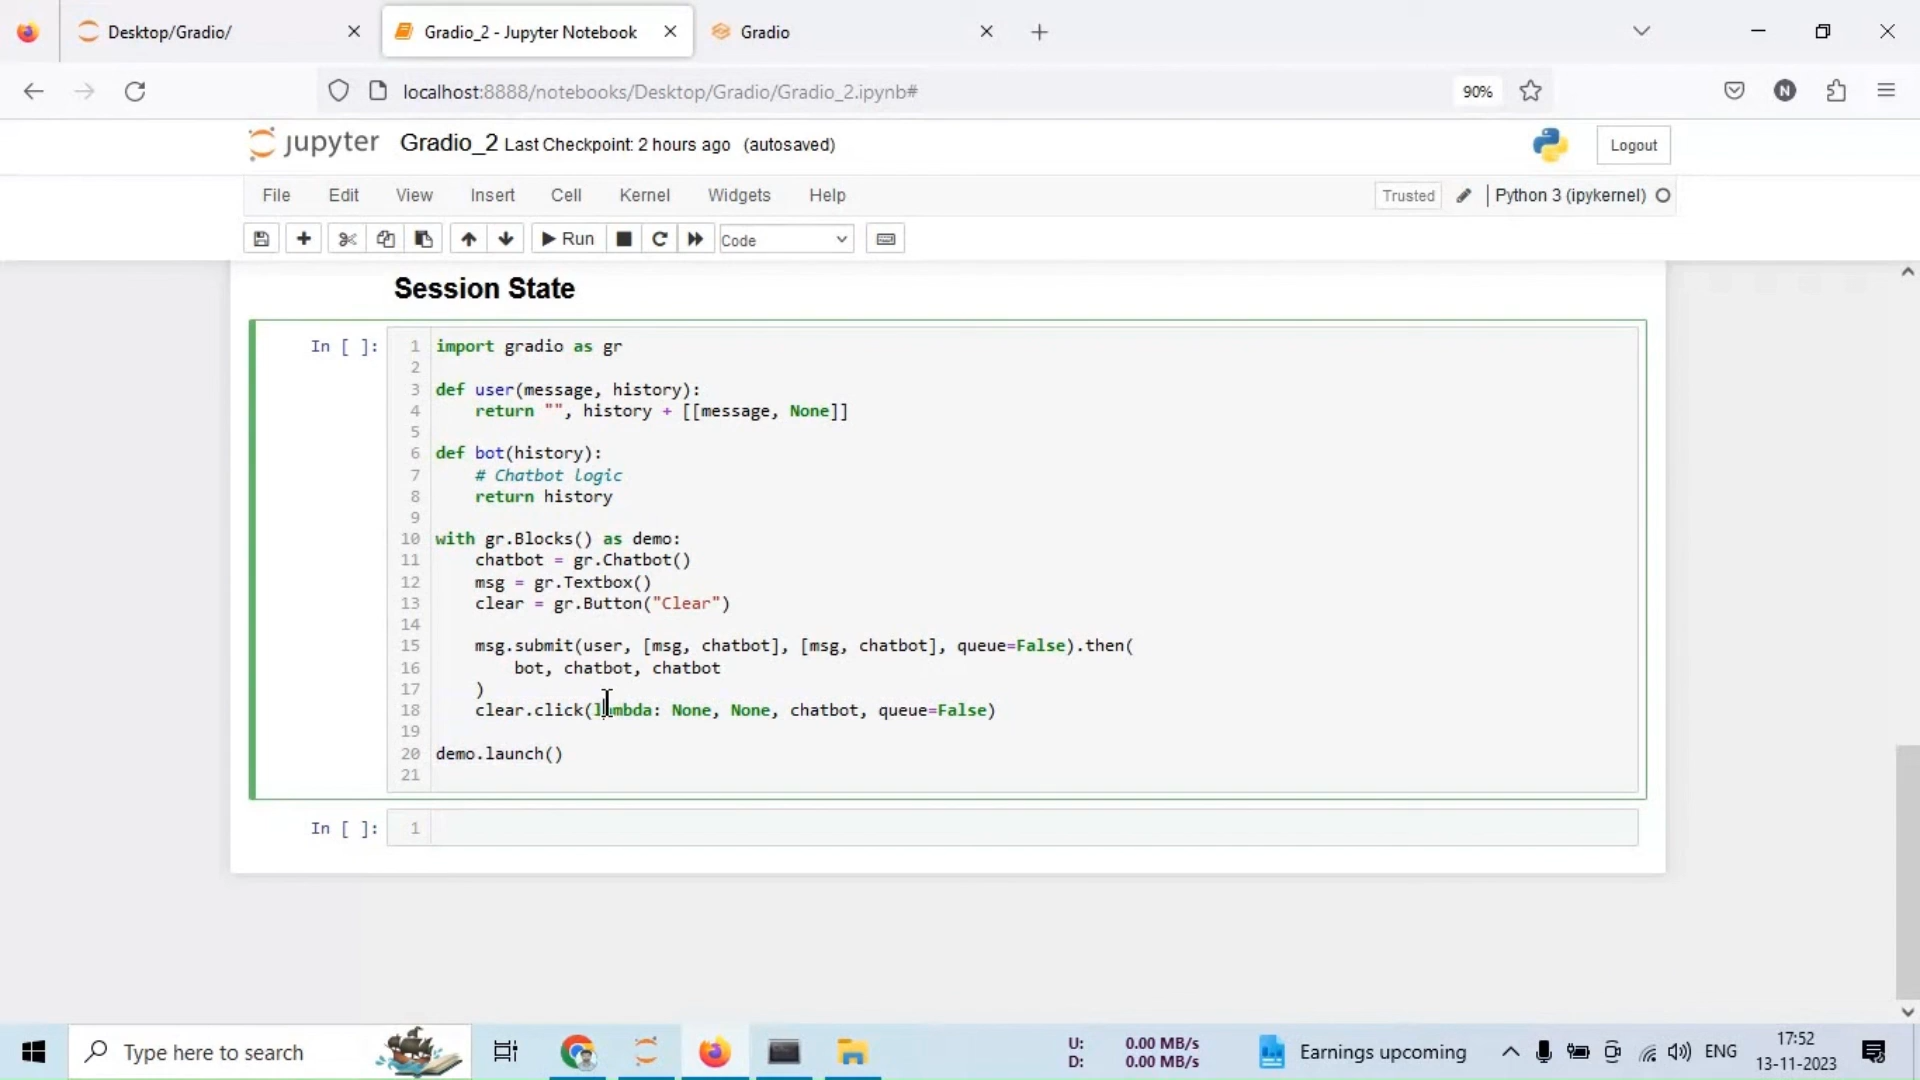 Desktop/Gradio/
Gradio_2 - Jupyter Notebook
Gradio
localhost:8888/notebooks/Desktop/Gradio/Gradio_2.ipynb#
90%
N
jupyter Gradio_2 Last Checkpoint: 2 hours ago (autosaved)
Logout
File Edit View Insert Cell Kernel Widgets Help
Trusted
Python 3 (ipykernel)
Run
Code
Session State
In [ ]:
1 import gradio as gr
2
3 def user(message, history):
4     return "", history + [[message, None]]
5
6 def bot(history):
7     # Chatbot logic
8     return history
9
10 with gr.Blocks() as demo:
11     chatbot = gr.Chatbot()
12     msg = gr.Textbox()
13     clear = gr.Button("Clear")
14
15     msg.submit(user, [msg, chatbot], [msg, chatbot], queue=False).then(
16         bot, chatbot, chatbot
17     )
18     clear.click(lambda: None, None, chatbot, queue=False)
19
20 demo.launch()
21
In [ ]: 1
Type here to search
U: 0.00 MB/s
D: 0.00 MB/s
Earnings upcoming
ENG
17:52
13-11-2023